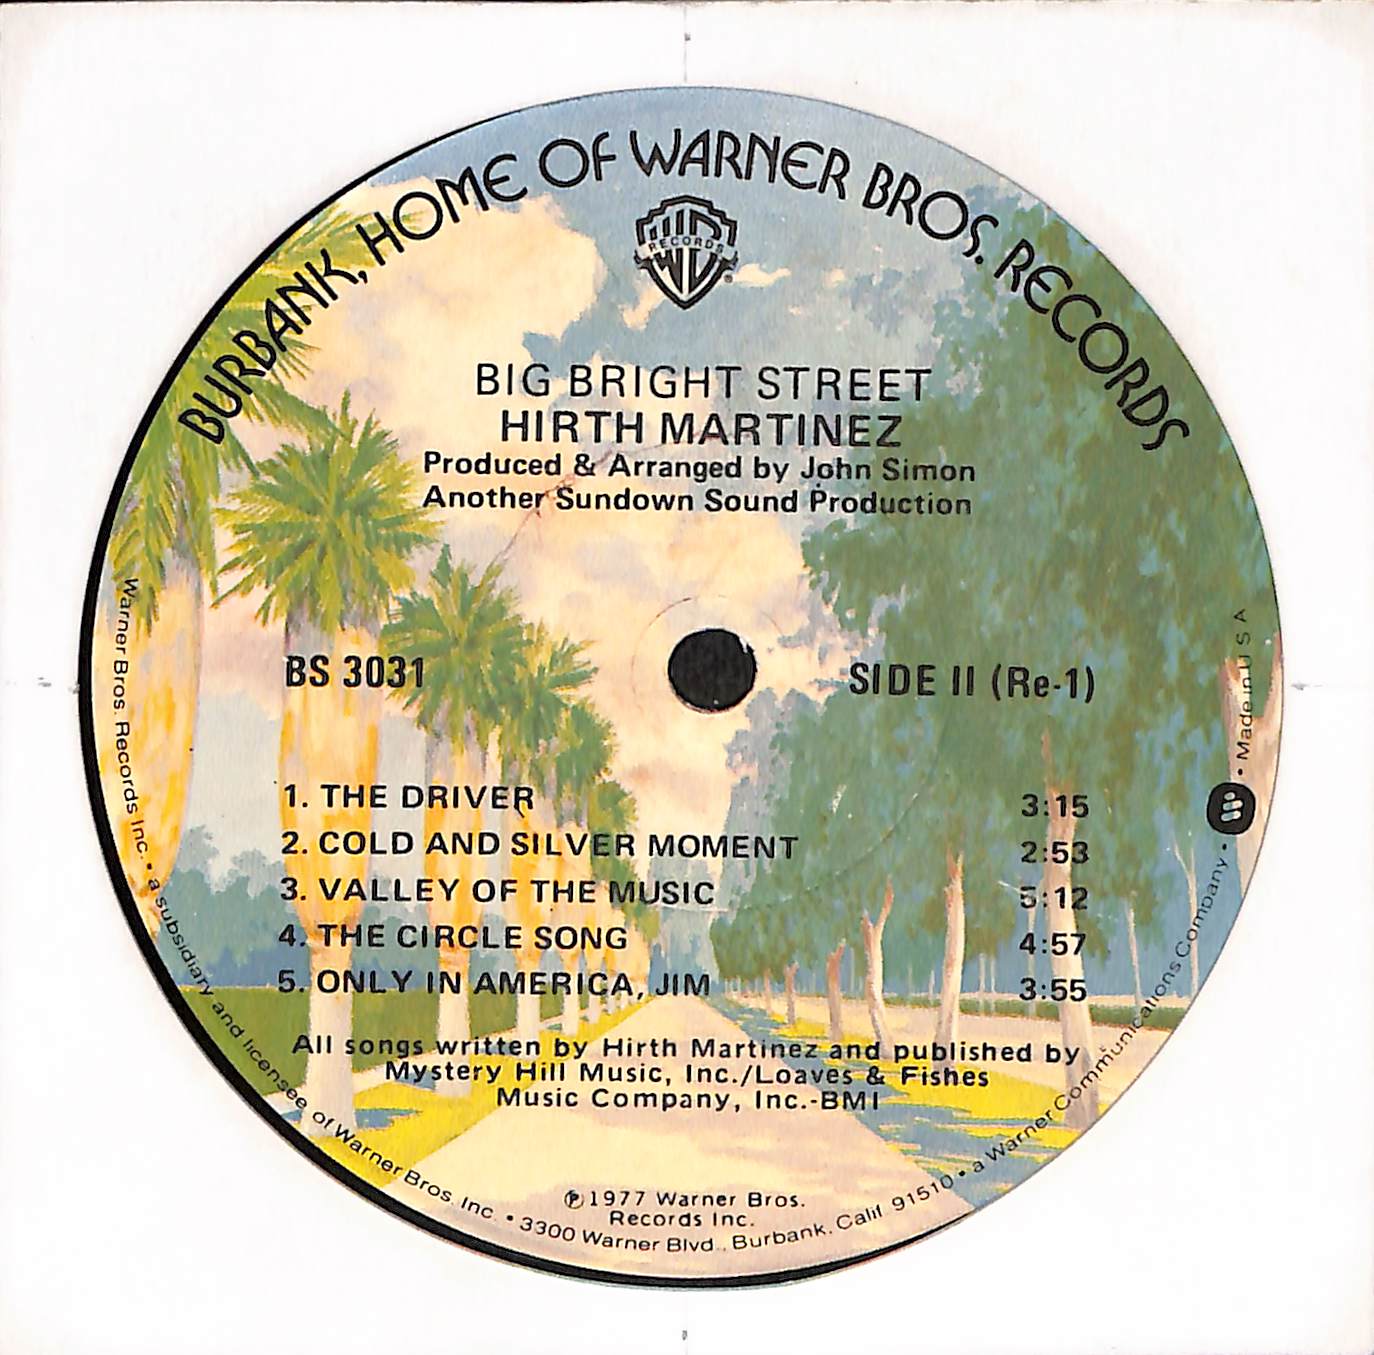 BURBANK, HOME OF WARNER BROS. RECORDS
RECORDS
BIG BRIGHT STREET
HIRTH MARTINEZ
Produced & Arranged by John Simon
Another Sundown Sound Production
BS 3031
SIDE II (Re-1)
1. THE DRIVER 3:15
2. COLD AND SILVER MOMENT 2:53
3. VALLEY OF THE MUSIC 5:12
4. THE CIRCLE SONG 4:57
5. ONLY IN AMERICA, JIM 3:55
All songs written by Hirth Martinez and published by
Mystery Hill Music, Inc./Loaves & Fishes
Music Company, Inc.-BMI
℗ 1977 Warner Bros.
Records Inc.
Warner Bros. Records Inc. • a subsidiary and licensee of Warner Bros. Inc. • 3300 Warner Blvd., Burbank, Calif. 91510 • a Warner Communications Company • • Made in U S A